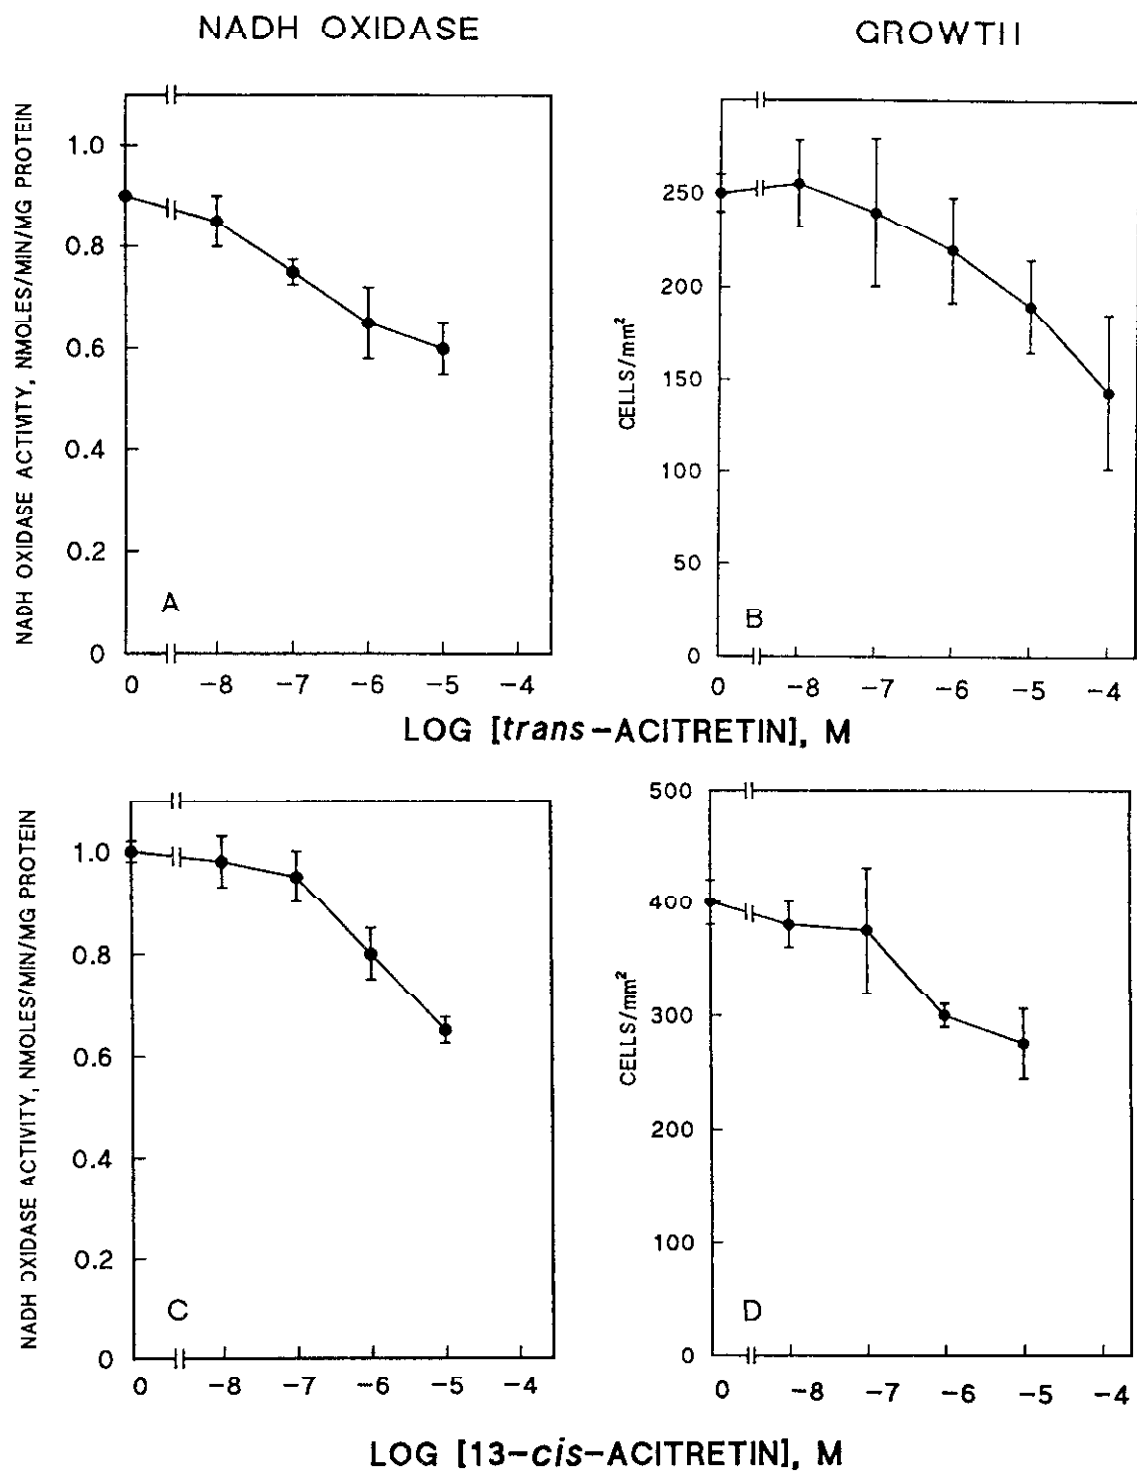 NADH OXIDASE
GROWTH
NADH OXIDASE ACTIVITY, NMOLES/MIN/MG PROTEIN
1.0
0.8
0.6
0.4
0.2
0
A
0 −8 −7 −6 −5 −4
CELLS/mm²
250
200
150
100
50
0
B
0 −8 −7 −6 −5 −4
LOG [trans−ACITRETIN], M
NADH OXIDASE ACTIVITY, NMOLES/MIN/MG PROTEIN
1.0
0.8
0.6
0.4
0.2
0
C
0 −8 −7 −6 −5 −4
CELLS/mm²
500
400
300
200
100
0
D
0 −8 −7 −6 −5 −4
LOG [13−cis−ACITRETIN], M